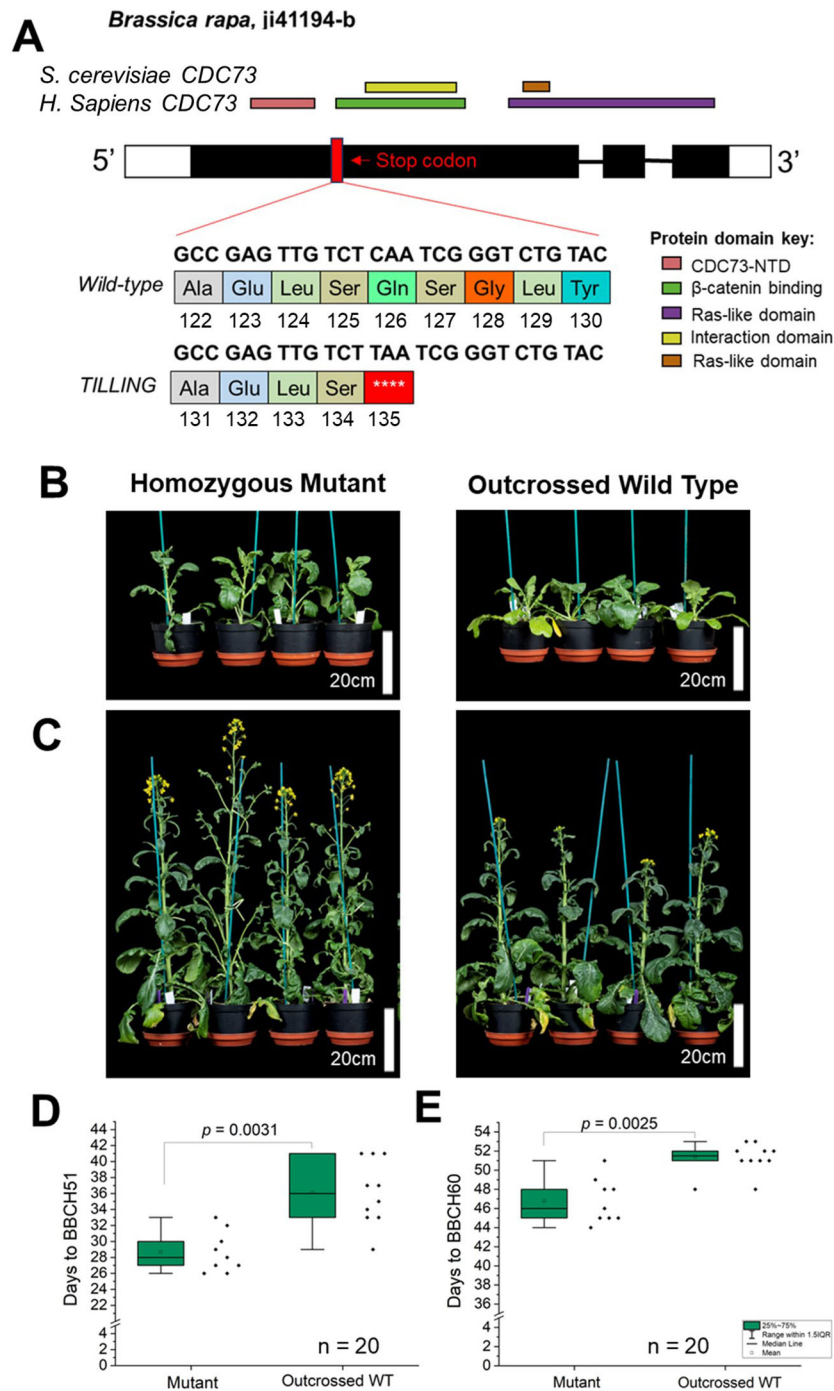 Brassica rapa, ji41194-b
A
S. cerevisiae CDC73
H. Sapiens CDC73
5’ 3’
Stop codon
GCC GAG TTG TCT CAA TCG GGT CTG TAC
Wild-type Ala Glu Leu Ser Gln Ser Gly Leu Tyr
122 123 124 125 126 127 128 129 130
GCC GAG TTG TCT TAA TCG GGT CTG TAC
TILLING Ala Glu Leu Ser ****
131 132 133 134 135
Protein domain key:
CDC73-NTD
β-catenin binding
Ras-like domain
Interaction domain
Ras-like domain
B
Homozygous Mutant Outcrossed Wild Type
20cm 20cm
C
20cm 20cm
D
Days to BBCH51
44
42
40
38
36
34
32
30
28
26
24
22
4
2
0
p = 0.0031
n = 20
Mutant Outcrossed WT
E
Days to BBCH60
54
52
50
48
46
44
42
40
38
36
4
2
0
p = 0.0025
n = 20
Mutant Outcrossed WT
25%~75%
Range within 1.5IQR
Median Line
Mean